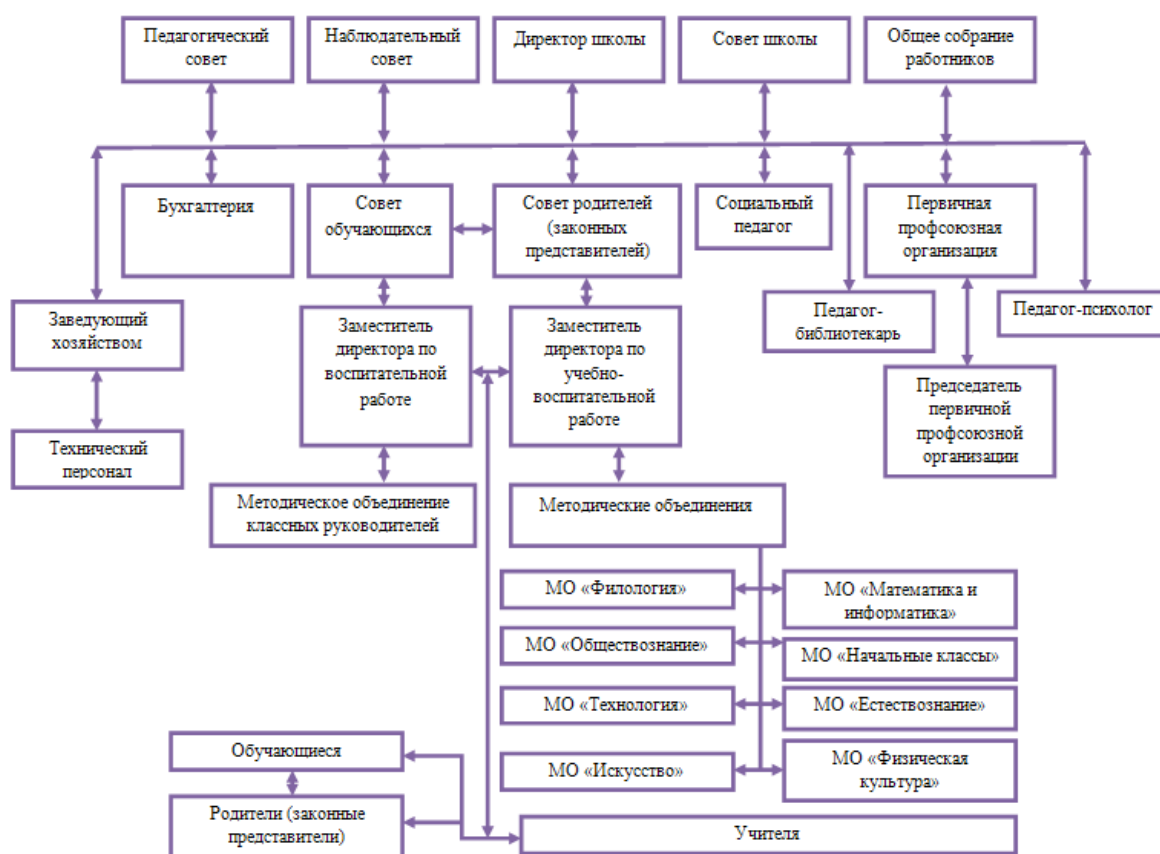 Педагогический
совет
Наблюдательный
совет
Директор школы
Совет школы
Общее собрание
работников
Бухгалтерия
Совет
обучающихся
Совет родителей
(законных
представителей)
Социальный
педагог
Первичная
профсоюзная
организация
Заведующий
хозяйством
Заместитель
директора по
воспитательной
работе
Заместитель
директора по
учебно-
воспитательной
работе
Педагог-
библиотекарь
Педагог-психолог
Председатель
первичной
профсоюзной
организации
Технический
персонал
Методическое объединение
классных руководителей
Методические объединения
МО «Филология»
МО «Математика и
информатика»
МО «Обществознание»
МО «Начальные классы»
МО «Технология»
МО «Естествознание»
МО «Искусство»
МО «Физическая
культура»
Обучающиеся
Родители (законные
представители)
Учителя